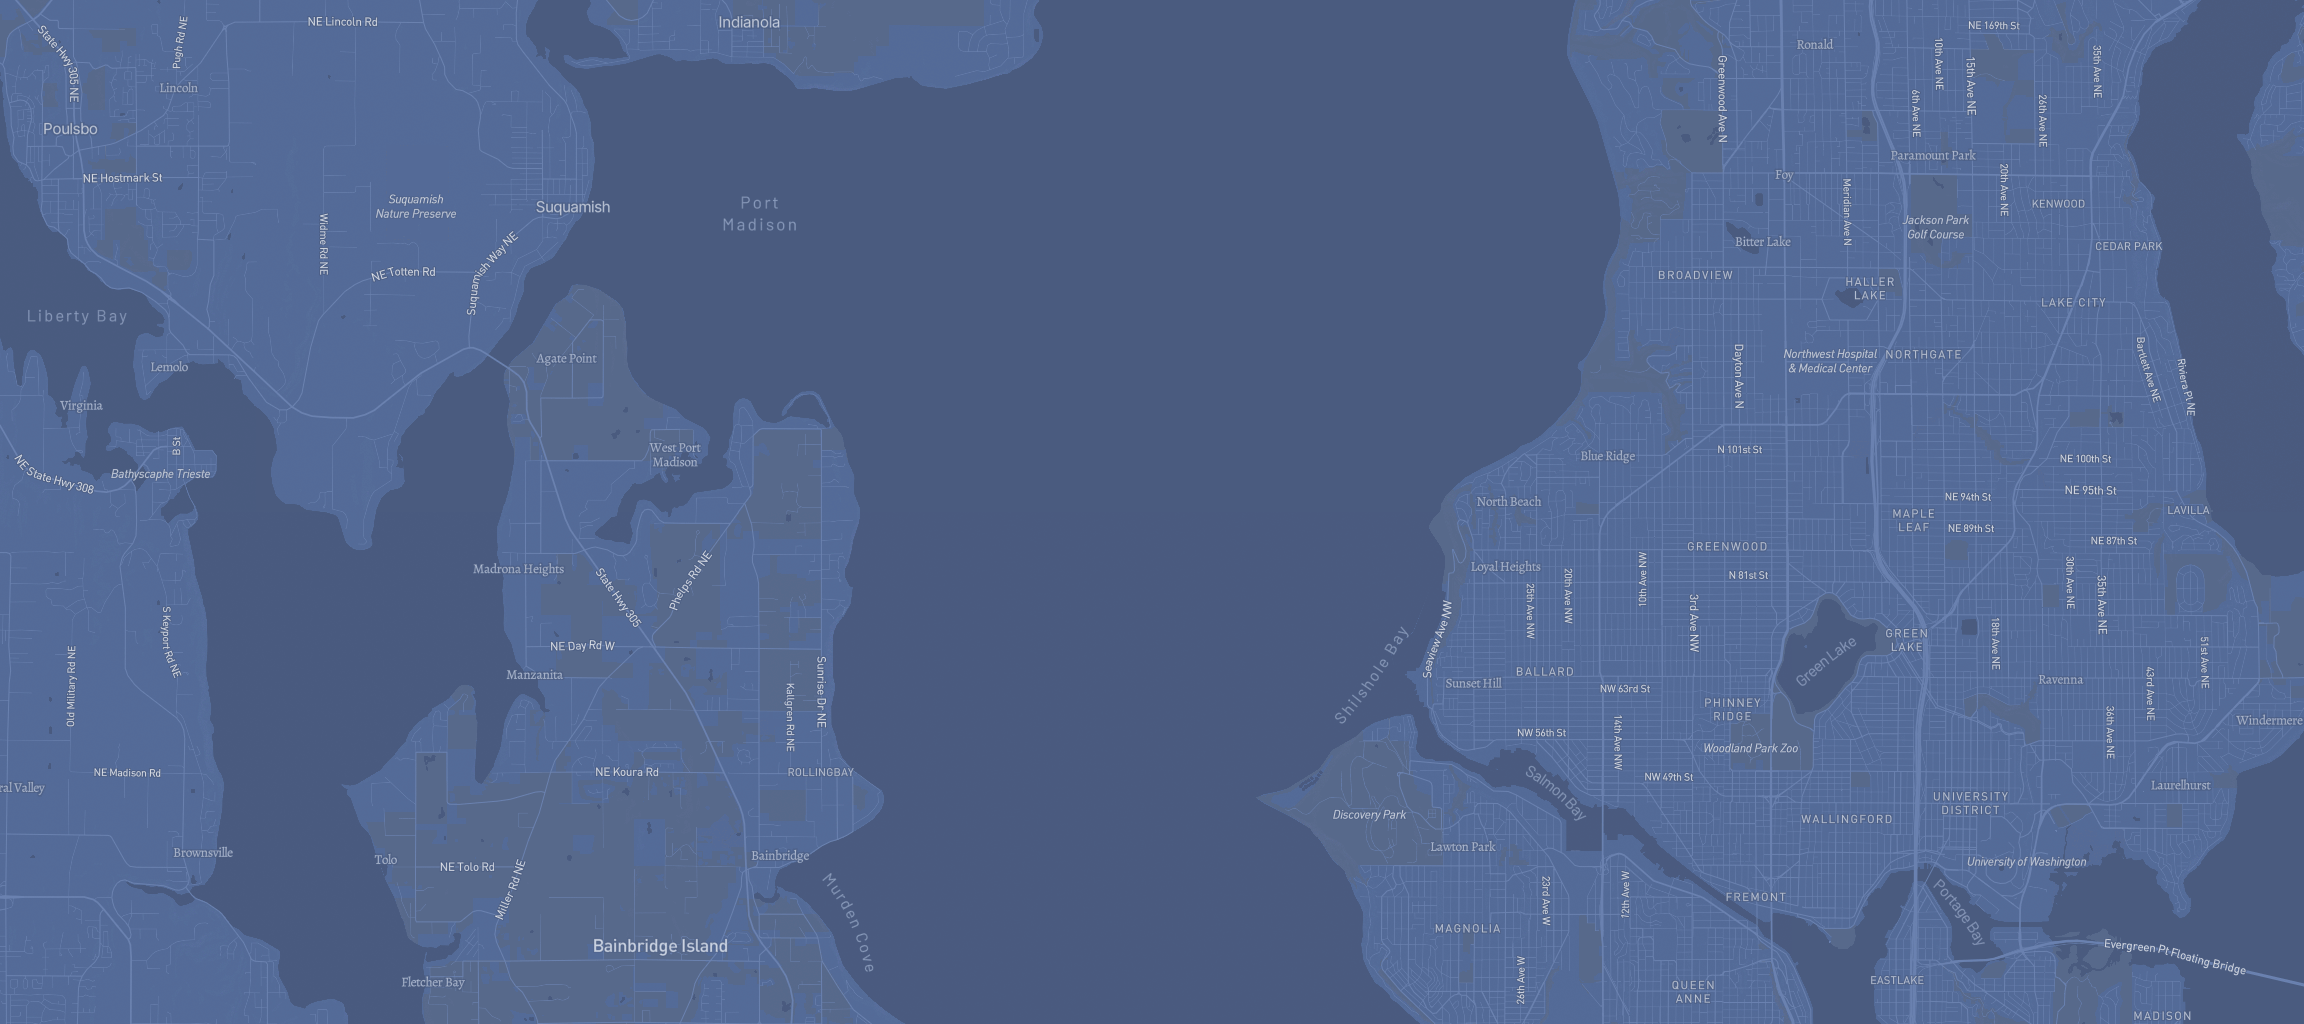 NE Lincoln Rd
Indianola
State Hwy 305 NE
Pugh Rd NE
Lincoln
Poulsbo
NE Hostmark St
Suquamish
Nature Preserve
Suquamish
Widme Rd NE
NE Totten Rd
Suquamish Way NE
Port
Madison
Liberty Bay
Lemolo
Virginia
B St
Bathyscaphe Trieste
NE State Hwy 308
Agate Point
West Port
Madison
Madrona Heights
State Hwy 305
Phelps Rd NE
NE Day Rd W
Manzanita
S Keyport Rd NE
Old Military Rd NE
Kallgren Rd NE
Sunrise Dr NE
NE Madison Rd
ral Valley
NE Koura Rd
ROLLINGBAY
Brownsville
Tolo
NE Tolo Rd
Miller Rd NE
Bainbridge
Murden Cove
Bainbridge Island
Fletcher Bay
NE 169th St
Ronald
Greenwood Ave N
10th Ave NE
15th Ave NE
6th Ave NE
26th Ave NE
35th Ave NE
Paramount Park
Foy
Meridian Ave N
20th Ave NE
KENWOOD
Jackson Park
Golf Course
Bitter Lake
CEDAR PARK
BROADVIEW
HALLER
LAKE
LAKE CITY
Northwest Hospital
& Medical Center
NORTHGATE
Dayton Ave N
Bartlett Ave NE
Riviera Pl NE
Blue Ridge
N 101st St
NE 100th St
North Beach
NE 94th St
NE 95th St
MAPLE
LEAF
NE 89th St
LAVILLA
NE 87th St
GREENWOOD
Loyal Heights
N 81st St
25th Ave NW
20th Ave NW
10th Ave NW
3rd Ave NW
30th Ave NE
35th Ave NE
Seaview Ave NW
Shilshole Bay
GREEN
LAKE
Green Lake
18th Ave NE
51st Ave NE
BALLARD
Sunset Hill
NW 63rd St
Ravenna
43rd Ave NE
PHINNEY
RIDGE
36th Ave NE
Windermere
NW 56th St
14th Ave NW
Woodland Park Zoo
NW 49th St
Salmon Bay
Laurelhurst
UNIVERSITY
DISTRICT
Discovery Park
WALLINGFORD
Lawton Park
University of Washington
23rd Ave W
12th Ave W
FREMONT
Portage Bay
MAGNOLIA
Evergreen Pt Floating Bridge
26th Ave W
QUEEN
ANNE
EASTLAKE
MADISON